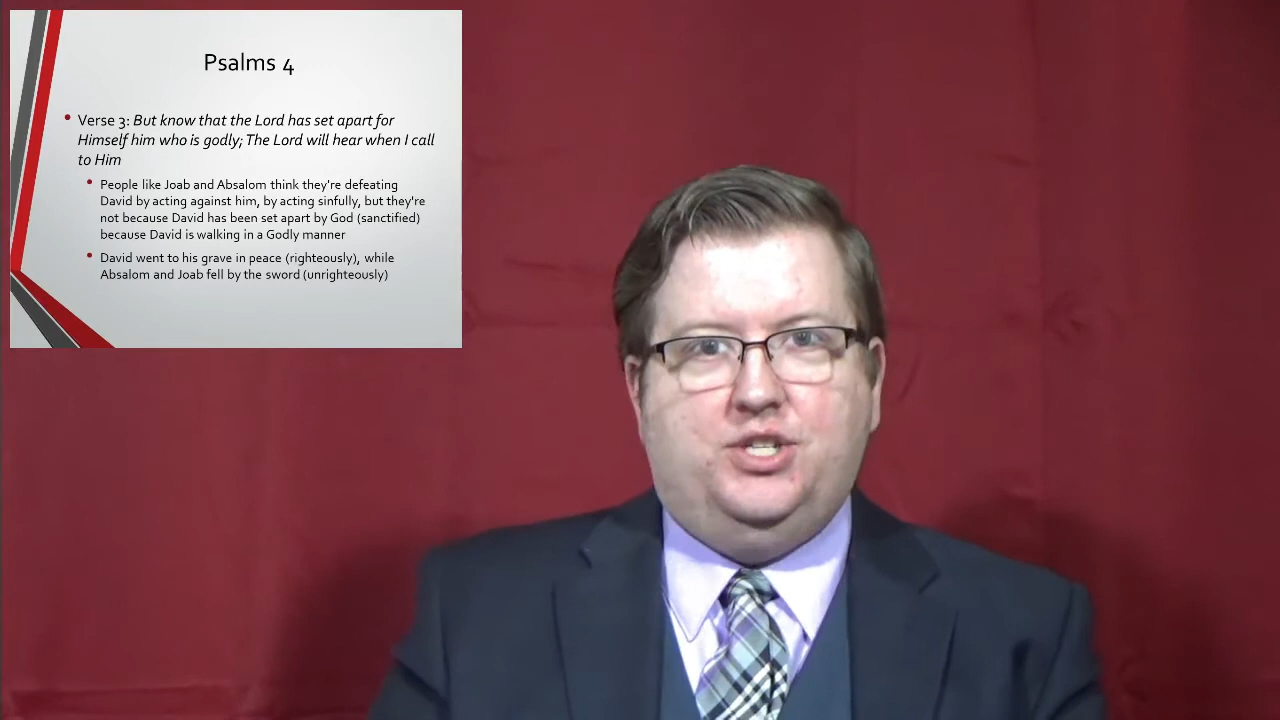 Psalms 4
• Verse 3: But know that the Lord has set apart for
Himself him who is godly; The Lord will hear when I call
to Him
• People like Joab and Absalom think they're defeating
David by acting against him, by acting sinfully, but they're
not because David has been set apart by God (sanctified)
because David is walking in a Godly manner
• David went to his grave in peace (righteously), while
Absalom and Joab fell by the sword (unrighteously)